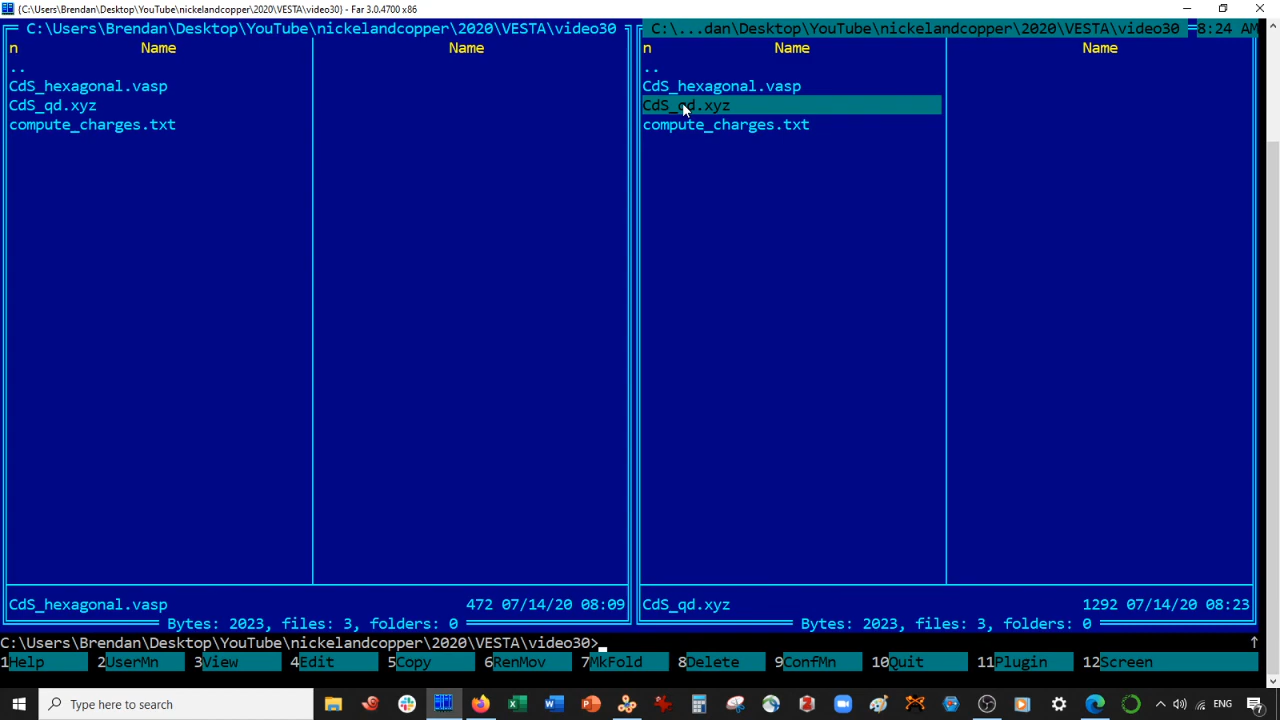 {C:\Users\Brendan\Desktop\YouTube\nickelandcopper\2020\VESTA\video30} - Far 3.0.4700 x86
C:\Users\Brendan\Desktop\YouTube\nickelandcopper\2020\VESTA\video30
n Name Name
..
CdS_hexagonal.vasp
CdS_qd.xyz
compute_charges.txt
CdS_hexagonal.vasp 472 07/14/20 08:09
Bytes: 2023, files: 3, folders: 0
C:\...dan\Desktop\YouTube\nickelandcopper\2020\VESTA\video30 8:24 AM
n Name Name
..
CdS_hexagonal.vasp
CdS_qd.xyz
compute_charges.txt
CdS_qd.xyz 1292 07/14/20 08:23
Bytes: 2023, files: 3, folders: 0
C:\Users\Brendan\Desktop\YouTube\nickelandcopper\2020\VESTA\video30>
1Help 2UserMn 3View 4Edit 5Copy 6RenMov 7MkFold 8Delete 9ConfMn 10Quit 11Plugin 12Screen
Type here to search ENG